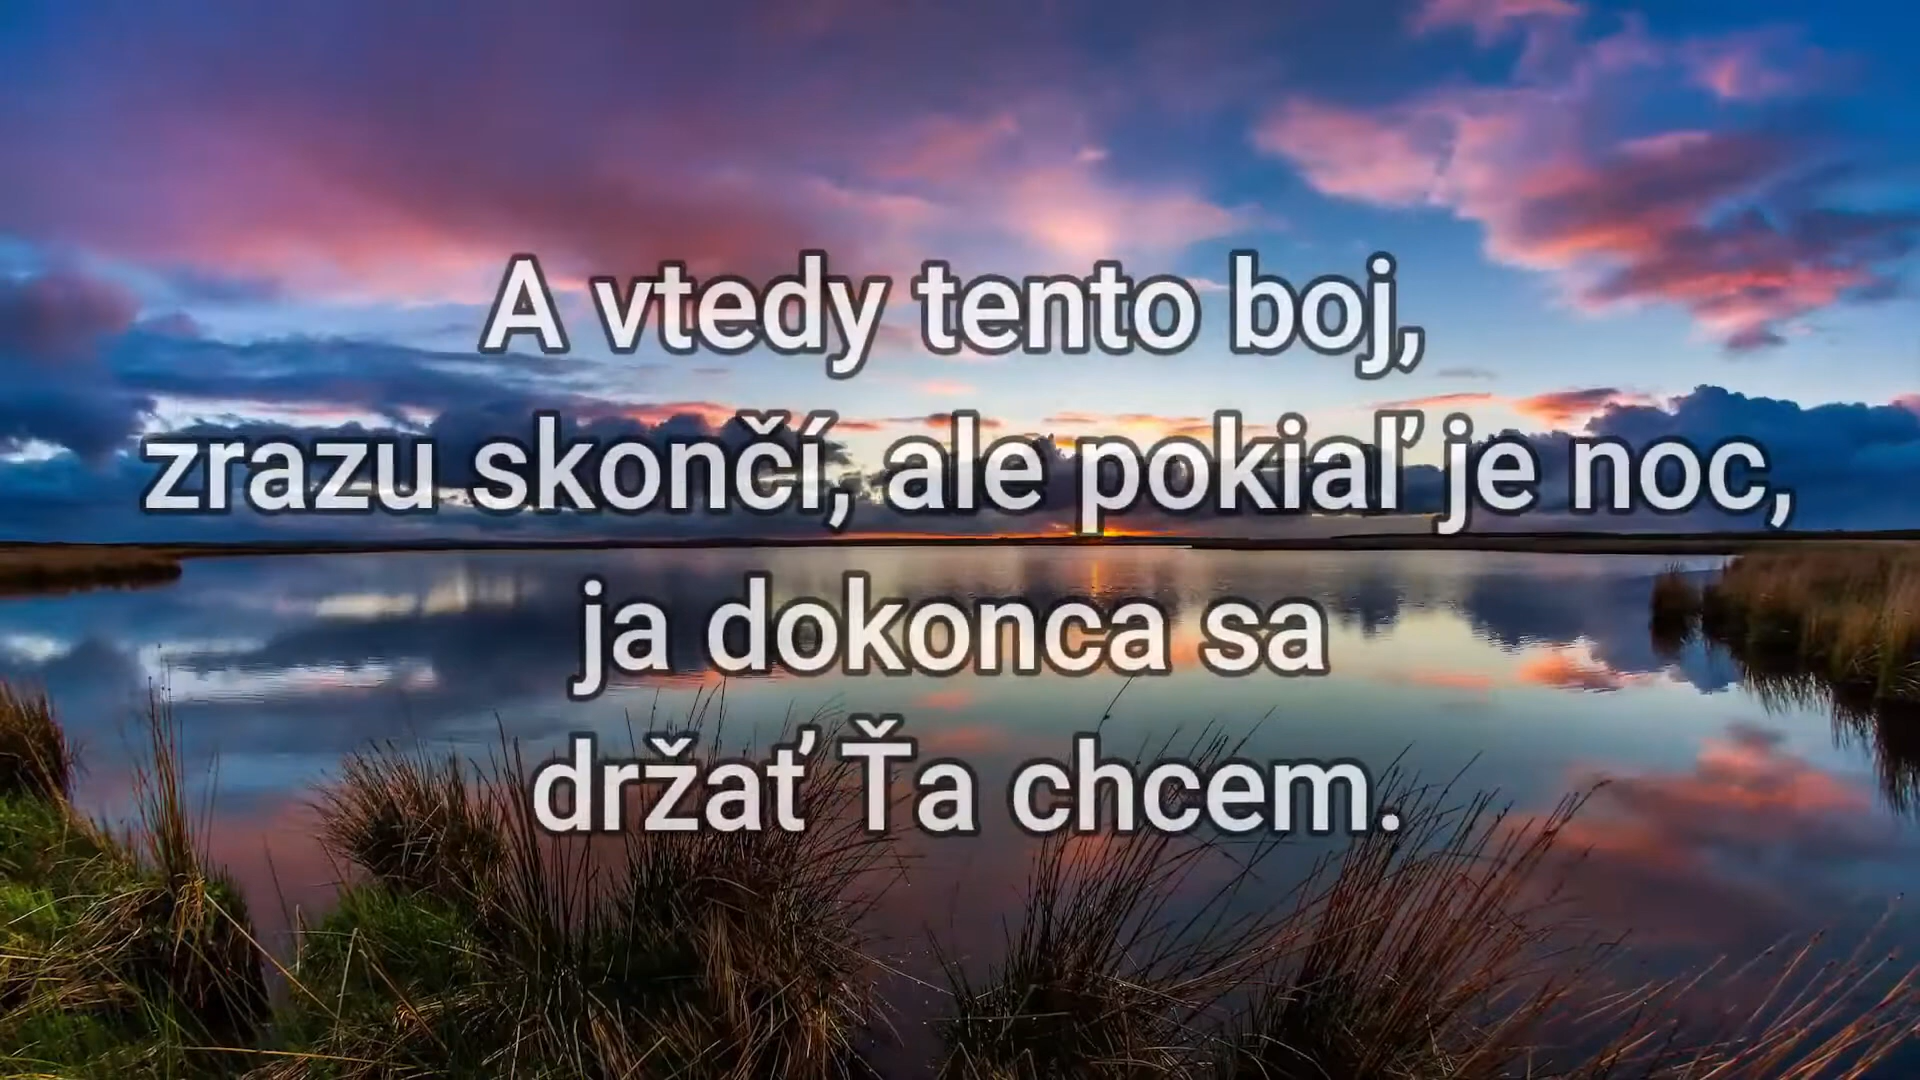 A vtedy tento boj,
zrazu skončí, ale pokiaľ je noc,
ja dokonca sa
držať Ťa chcem.